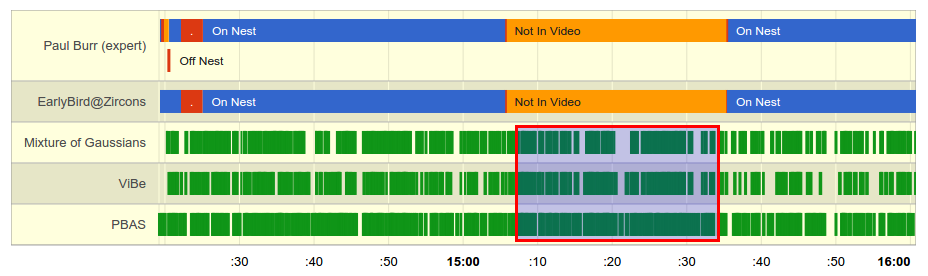 Paul Burr (expert)
. On Nest Not In Video On Nest
Off Nest
EarlyBird@Zircons
. On Nest Not In Video On Nest
Mixture of Gaussians
ViBe
PBAS
:30 :40 :50 15:00 :10 :20 :30 :40 :50 16:00